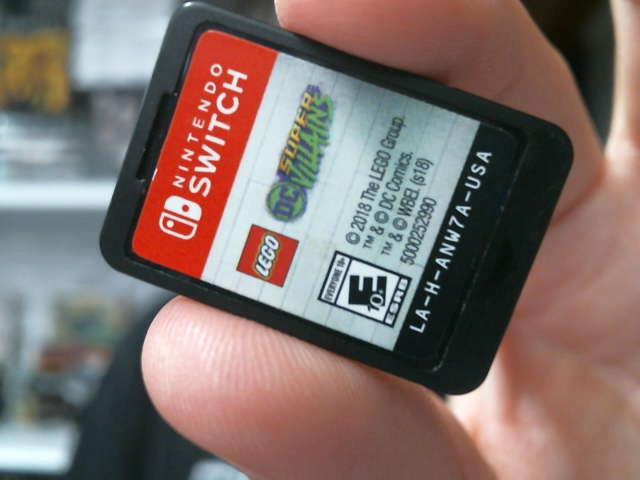 NINTENDO
SWITCH
LEGO
DC
SUPER-
VILLAINS
© 2018 The LEGO Group.
™ & © DC Comics.
™ & © WBEI. (s18)
5000252990
EVERYONE 10+
E
10+
ESRB
LA-H-ANW7A-USA